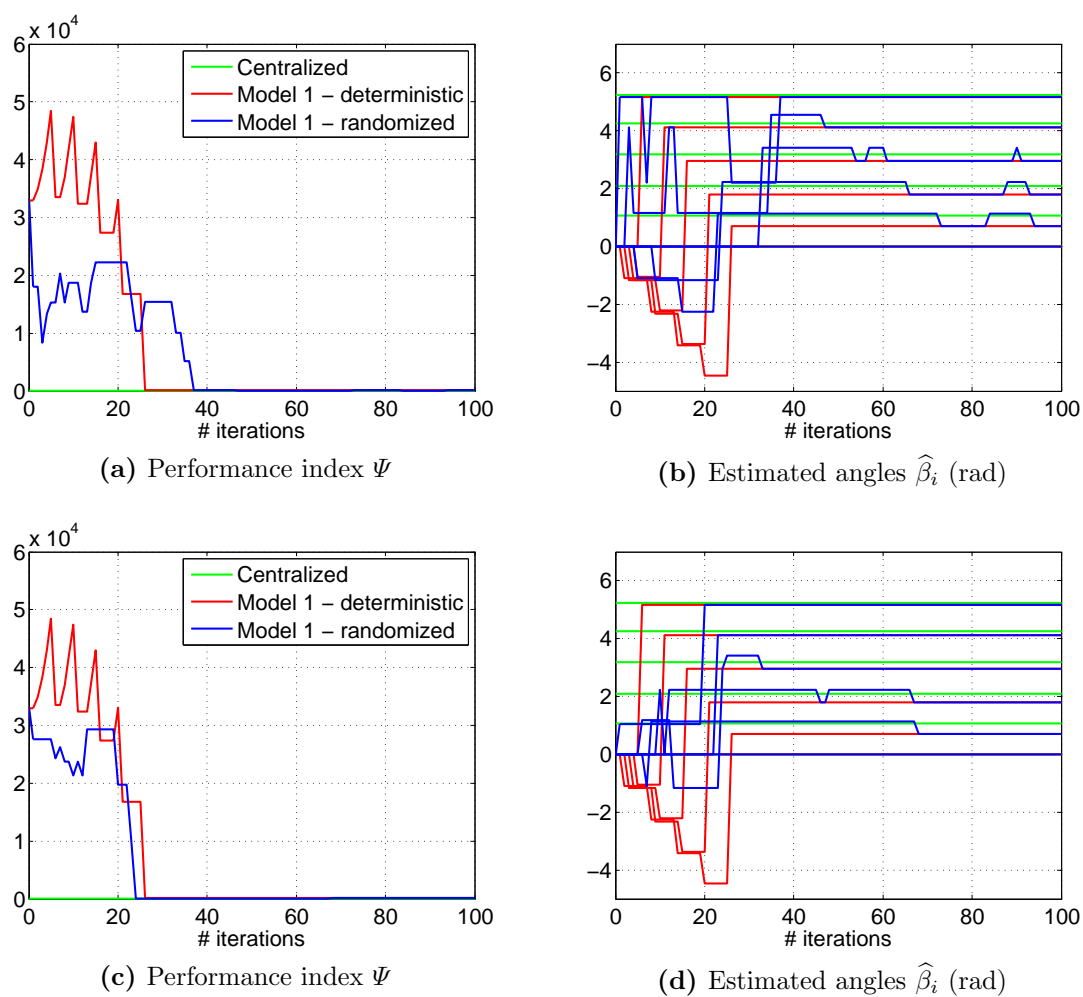 x 10⁴
6
5
4
3
2
1
0
0 20 40 60 80 100
# iterations
Centralized
Model 1 − deterministic
Model 1 − randomized
(a) Performance index Ψ
6
4
2
0
−2
−4
0 20 40 60 80 100
# iterations
(b) Estimated angles β̂ᵢ (rad)
x 10⁴
6
5
4
3
2
1
0
0 20 40 60 80 100
# iterations
Centralized
Model 1 − deterministic
Model 1 − randomized
(c) Performance index Ψ
6
4
2
0
−2
−4
0 20 40 60 80 100
# iterations
(d) Estimated angles β̂ᵢ (rad)